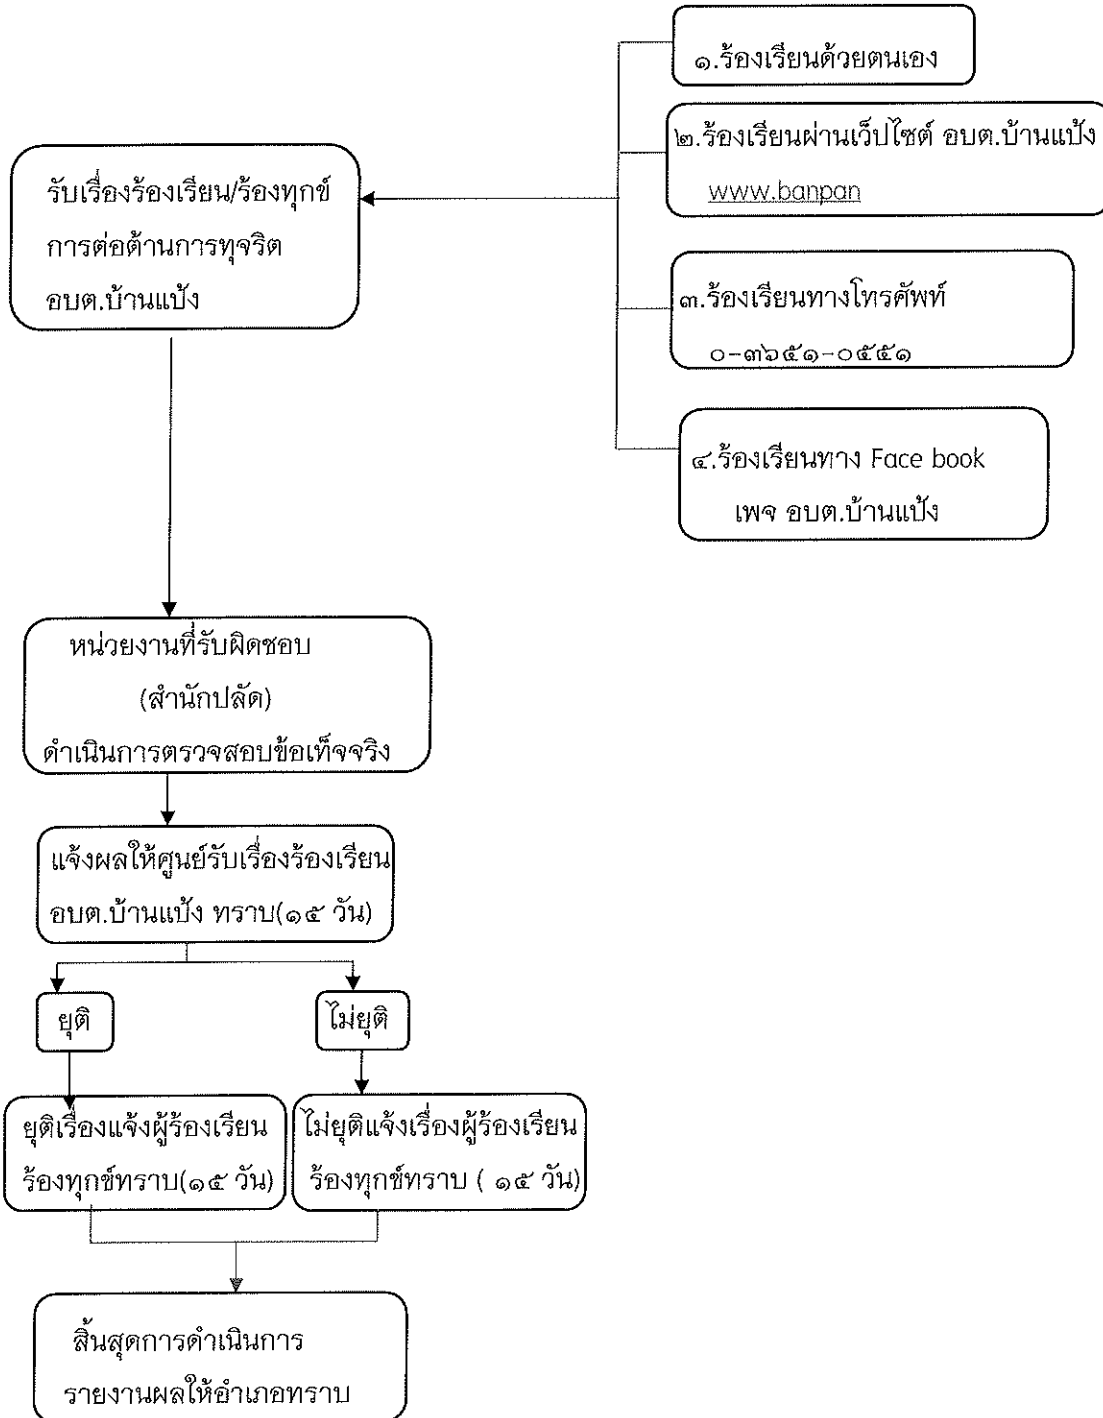 ๑.ร้องเรียนด้วยตนเอง
๒.ร้องเรียนผ่านเว็ปไซต์ อบต.บ้านแป้ง
www.banpan
รับเรื่องร้องเรียน/ร้องทุกข์
การต่อต้านการทุจริต
อบต.บ้านแป้ง
๓.ร้องเรียนทางโทรศัพท์
๐-๓๖๕๑-๐๕๕๑
๔.ร้องเรียนทาง Face book
เพจ อบต.บ้านแป้ง
หน่วยงานที่รับผิดชอบ
(สำนักปลัด)
ดำเนินการตรวจสอบข้อเท็จจริง
แจ้งผลให้ศูนย์รับเรื่องร้องเรียน
อบต.บ้านแป้ง ทราบ(๑๕ วัน)
ยุติ
ไม่ยุติ
ยุติเรื่องแจ้งผู้ร้องเรียน
ร้องทุกข์ทราบ(๑๕ วัน)
ไม่ยุติแจ้งเรื่องผู้ร้องเรียน
ร้องทุกข์ทราบ ( ๑๕ วัน)
สิ้นสุดการดำเนินการ
รายงานผลให้อำเภอทราบ